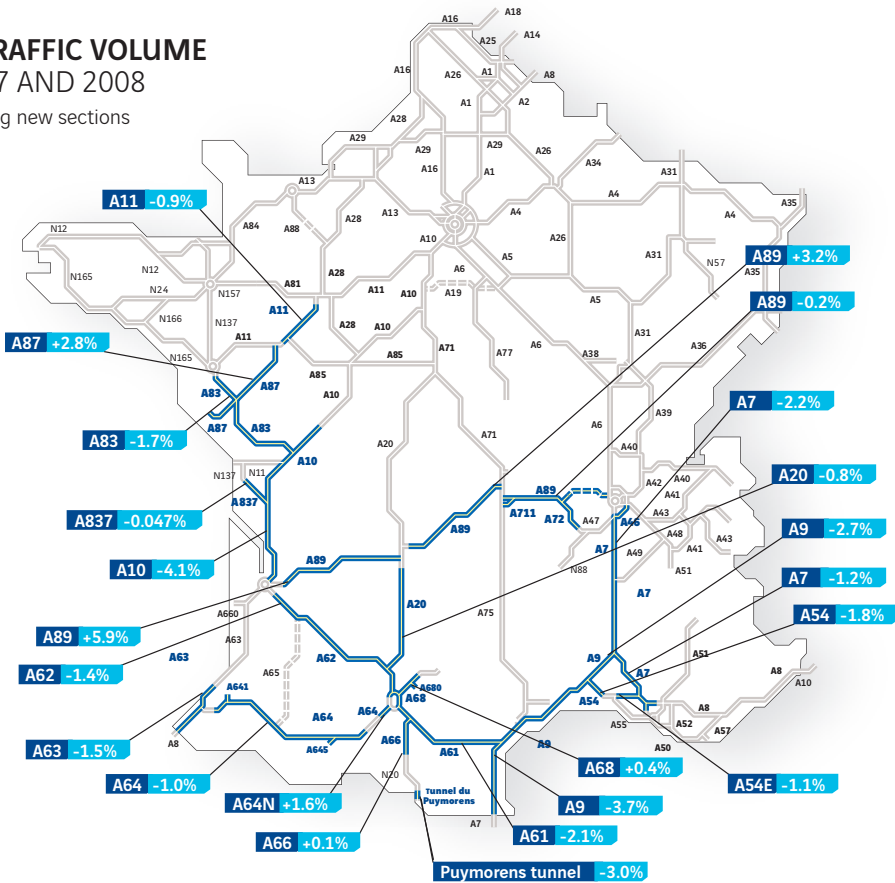 RAFFIC VOLUME
7 AND 2008
g new sections
A16
A18
A25
A14
A16
A26
A1
A8
A1
A2
A28
A29
A29
A16
A29
A26
A34
A1
A31
A13
A4
A35
A11 -0.9%
A84
A88
A28
A13
A4
A4
N12
A10
A26
N12
A5
A31
N165
A6
N57
A35
A89 +3.2%
N24
N157
A81
A28
A11
A10
A19
A89 -0.2%
A11
A5
N166
N137
A28
A10
A31
A87 +2.8%
A11
A71
A6
A36
N165
A85
A85
A77
A38
A87
A10
A7 -2.2%
A83
A39
A87
A83
A20
A71
A6
A83 -1.7%
A10
A40
N137
N11
A42
A40
A20 -0.8%
A837
A89
A41
A837 -0.047%
A711
A72
A47
A46
A43
A89
A48
A9 -2.7%
A7
A49
A41
A43
A10 -4.1%
A89
N88
A51
A7 -1.2%
A20
A7
A660
A75
A54 -1.8%
A89 +5.9%
A63
A63
A62
A9
A51
A62 -1.4%
A65
A7
A8
A641
A680
A54
A10
A68
A8
A64
A64
A55
A52
A57
A8
A66
A9
A50
A63 -1.5%
A645
A61
A68 +0.4%
A64 -1.0%
N20
A54E -1.1%
A64N +1.6%
Tunnel du
Puymorens
A9 -3.7%
A7
A66 +0.1%
A61 -2.1%
Puymorens tunnel -3.0%